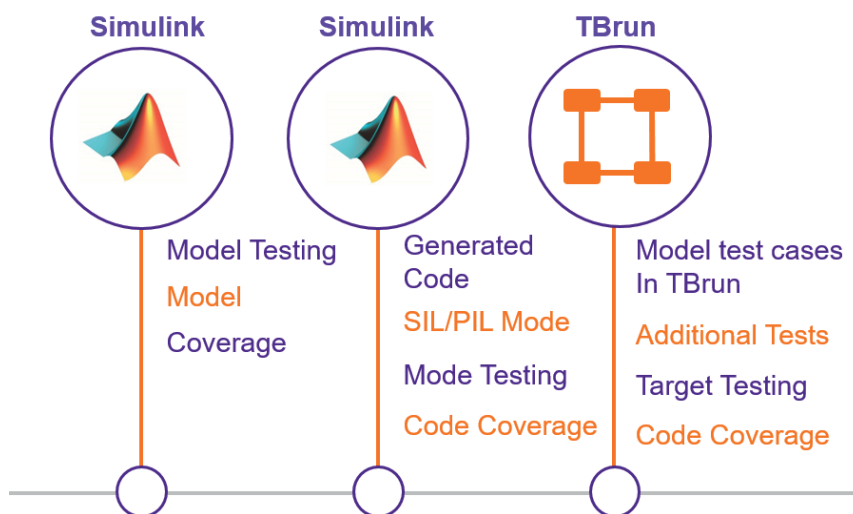 Simulink
Model Testing
Model
Coverage
Simulink
Generated
Code
SIL/PIL Mode
Mode Testing
Code Coverage
TBrun
Model test cases
In TBrun
Additional Tests
Target Testing
Code Coverage